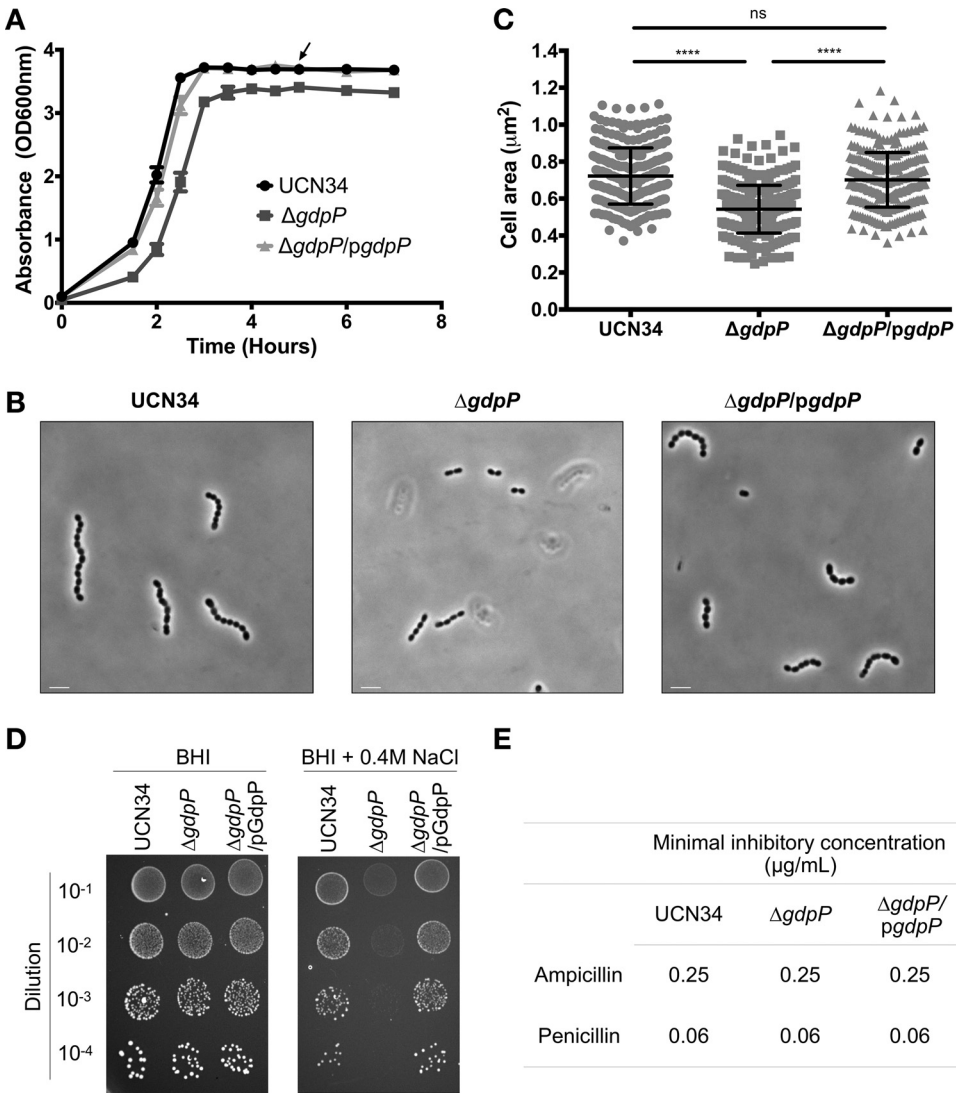 A
Absorbance (OD600nm)
4
3
2
1
0
0
2
4
6
8
Time (Hours)
UCN34
ΔgdpP
ΔgdpP/pgdpP
C
ns
****
****
Cell area (μm²)
1.4
1.2
1.0
0.8
0.6
0.4
0.2
0.0
UCN34
ΔgdpP
ΔgdpP/pgdpP
B
UCN34
ΔgdpP
ΔgdpP/pgdpP
D
BHI
BHI + 0.4M NaCl
UCN34
ΔgdpP
ΔgdpP
/pGdpP
UCN34
ΔgdpP
ΔgdpP
/pGdpP
Dilution
10⁻¹
10⁻²
10⁻³
10⁻⁴
E
Minimal inhibitory concentration
(μg/mL)
UCN34
ΔgdpP
ΔgdpP/
pgdpP
Ampicillin 0.25 0.25 0.25
Penicillin 0.06 0.06 0.06